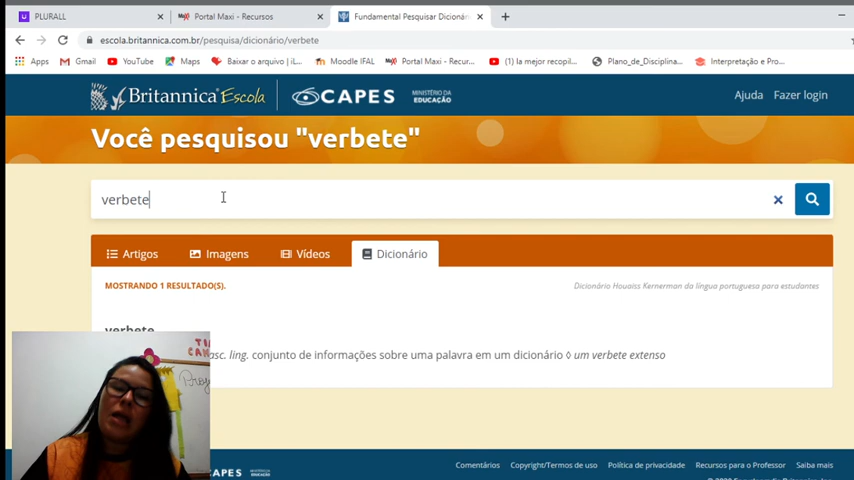 PLURALL
Portal Maxi - Recursos
Fundamental Pesquisar Dicionári
escola.britannica.com.br/pesquisa/dicionário/verbete
Apps Gmail YouTube Maps Baixar o arquivo | iL... Moodle IFAL Portal Maxi - Recur... (1) la mejor recopil... Plano_de_Disciplina... Interpretação e Pro...
Britannica Escola CAPES MINISTÉRIO DA
EDUCAÇÃO
Ajuda Fazer login
Você pesquisou "verbete"
verbete
Artigos Imagens Vídeos Dicionário
MOSTRANDO 1 RESULTADO(S). Dicionário Houaiss Kernerman da língua portuguesa para estudantes
verbete
asc. ling. conjunto de informações sobre uma palavra em um dicionário ◊ um verbete extenso
APES
Comentários Copyright/Termos de uso Política de privacidade Recursos para o Professor Saiba mais